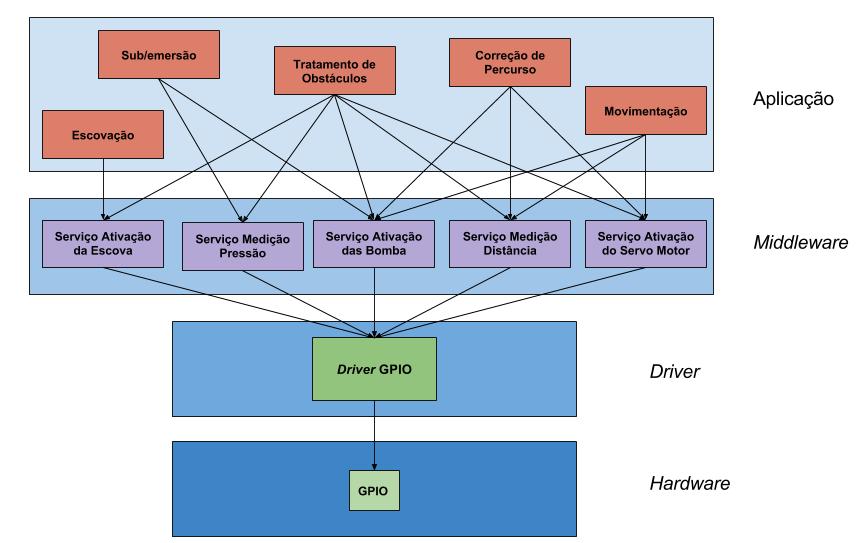 Sub/emersão
Tratamento de
Obstáculos
Correção de
Percurso
Movimentação
Escovação
Aplicação
Serviço Ativação
da Escova
Serviço Medição
Pressão
Serviço Ativação
das Bomba
Serviço Medição
Distância
Serviço Ativação
do Servo Motor
Middleware
Driver GPIO
Driver
GPIO
Hardware